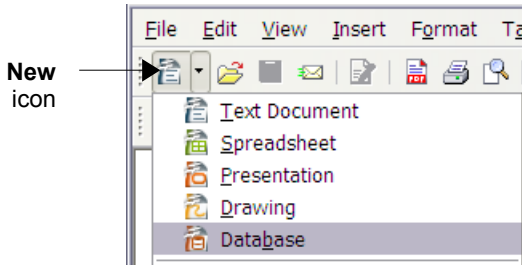 File Edit View Insert Format Ta
New
icon
Text Document
Spreadsheet
Presentation
Drawing
Database